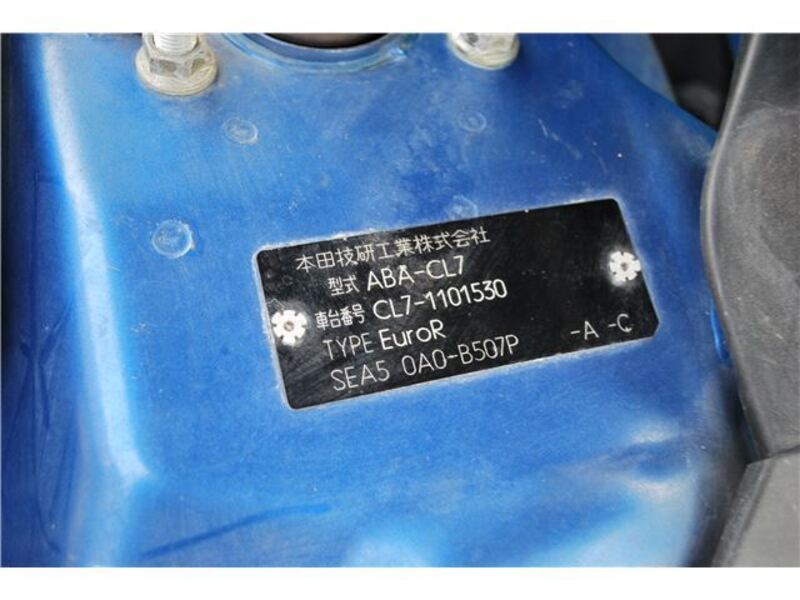 本田技研工業株式会社
型式 ABA-CL7
車台番号 CL7-1101530
TYPE EuroR
SEA5 0A0-B507P -A -C